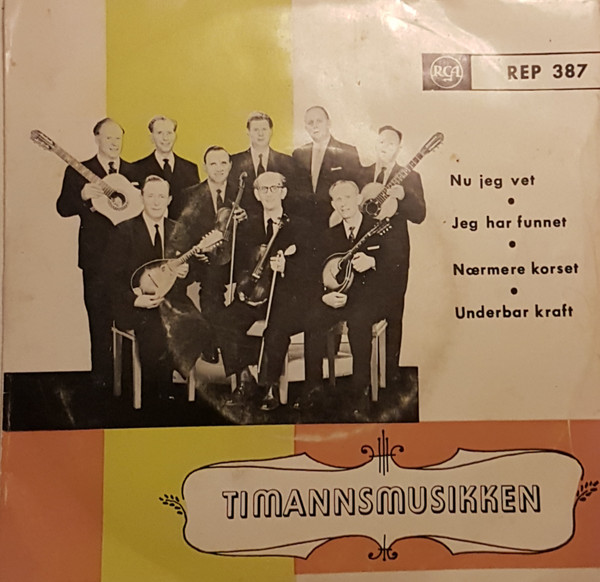 RCA
REP 387
Nu jeg vet
•
Jeg har funnet
•
Nærmere korset
•
Underbar kraft
TIMANNSMUSIKKEN